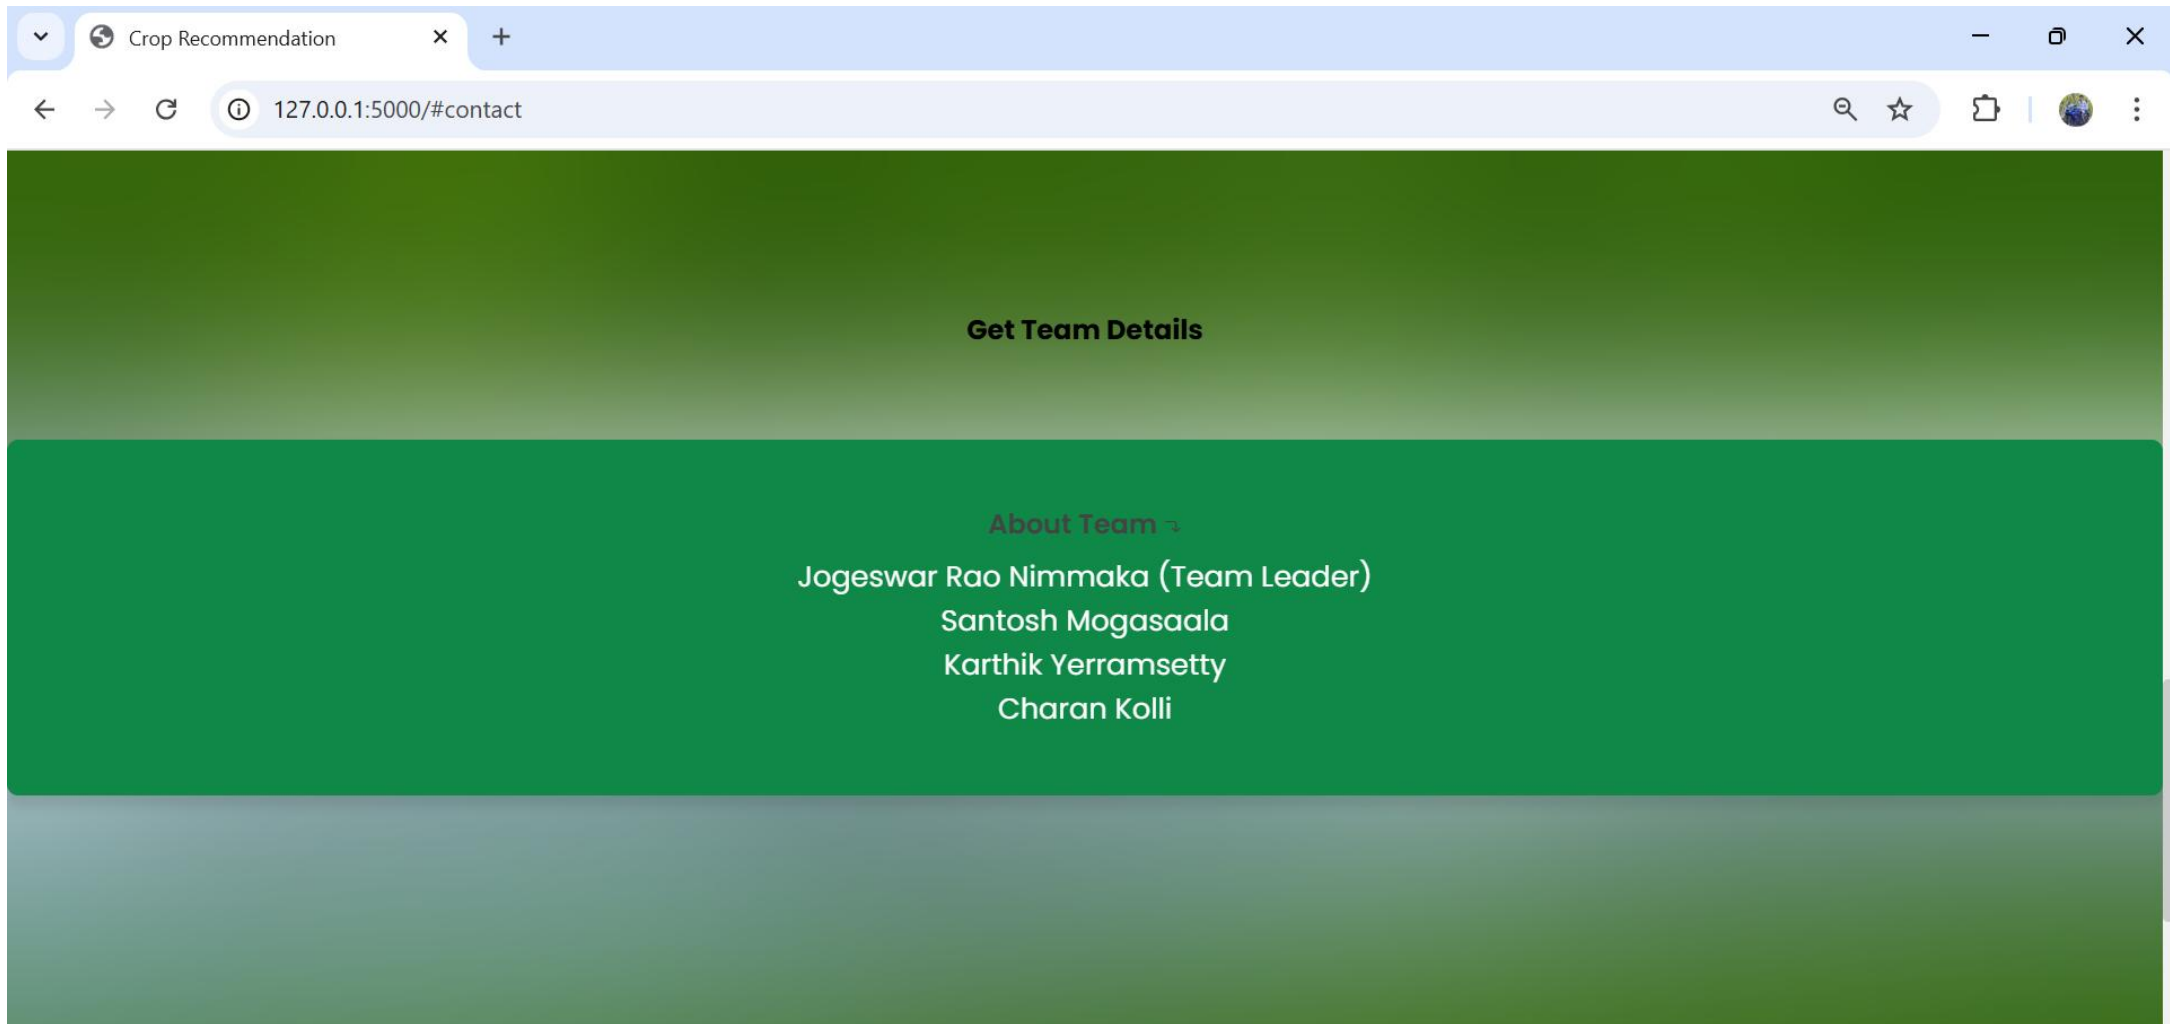 Crop Recommendation
127.0.0.1:5000/#contact
Get Team Details
About Team ⤵
Jogeswar Rao Nimmaka (Team Leader)
Santosh Mogasaala
Karthik Yerramsetty
Charan Kolli